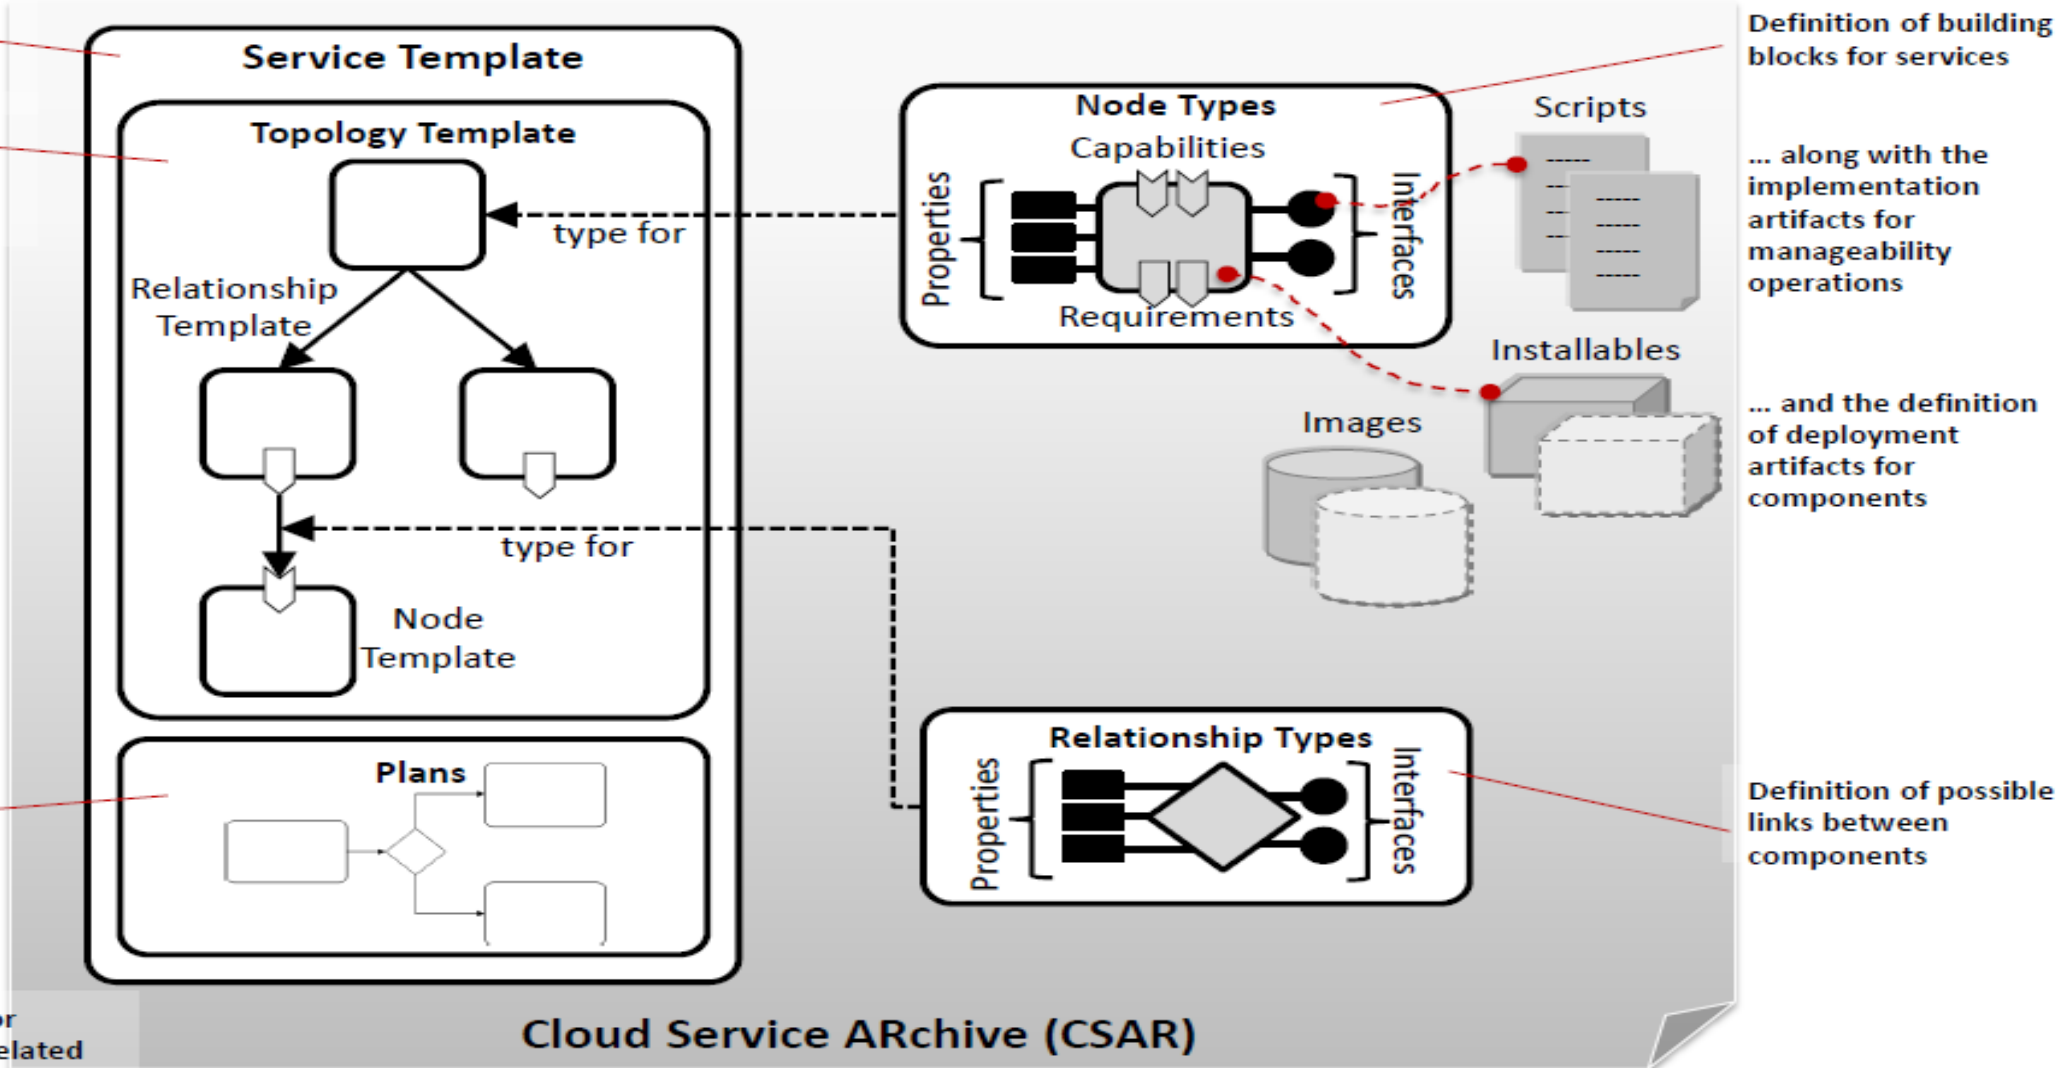 Service Template
Topology Template
type for
Relationship
Template
type for
Node
Template
Plans
Node Types
Capabilities
Properties
Interfaces
Requirements
Scripts
-----
-----
-----
-----
-----
Installables
Images
Relationship Types
Properties
Interfaces
Definition of building
blocks for services
... along with the
implementation
artifacts for
manageability
operations
... and the definition
of deployment
artifacts for
components
Definition of possible
links between
components
Cloud Service ARchive (CSAR)
or
elated